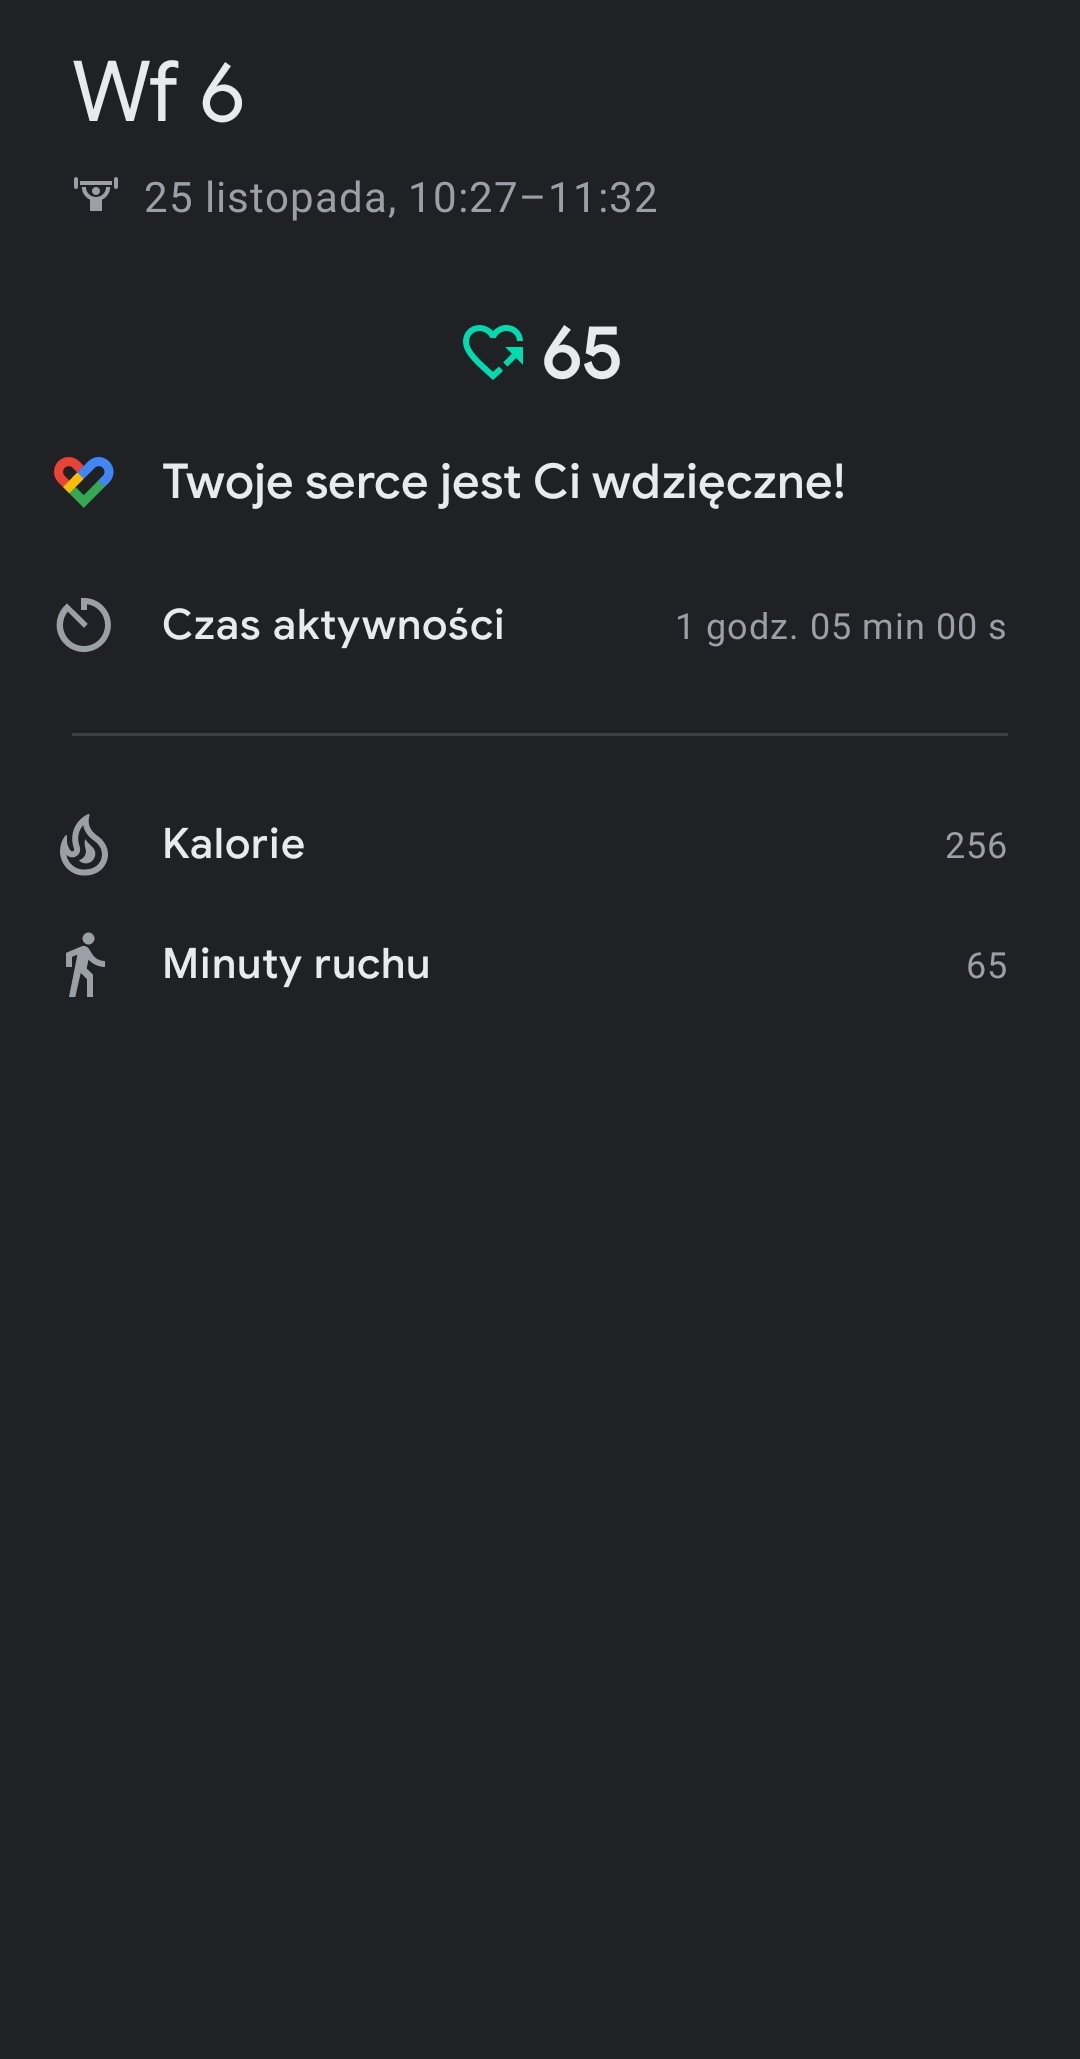 Wf 6
25 listopada, 10:27–11:32
65
Twoje serce jest Ci wdzięczne!
Czas aktywności 1 godz. 05 min 00 s
Kalorie 256
Minuty ruchu 65